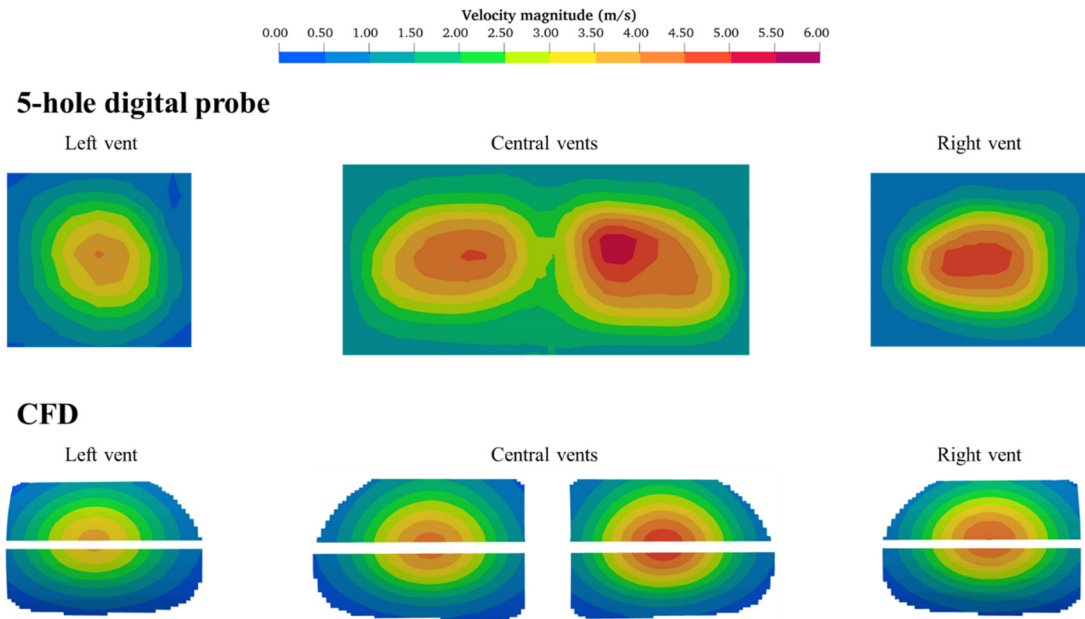 Velocity magnitude (m/s)
0.00 0.50 1.00 1.50 2.00 2.50 3.00 3.50 4.00 4.50 5.00 5.50 6.00
5-hole digital probe
Left vent Central vents Right vent
CFD
Left vent Central vents Right vent